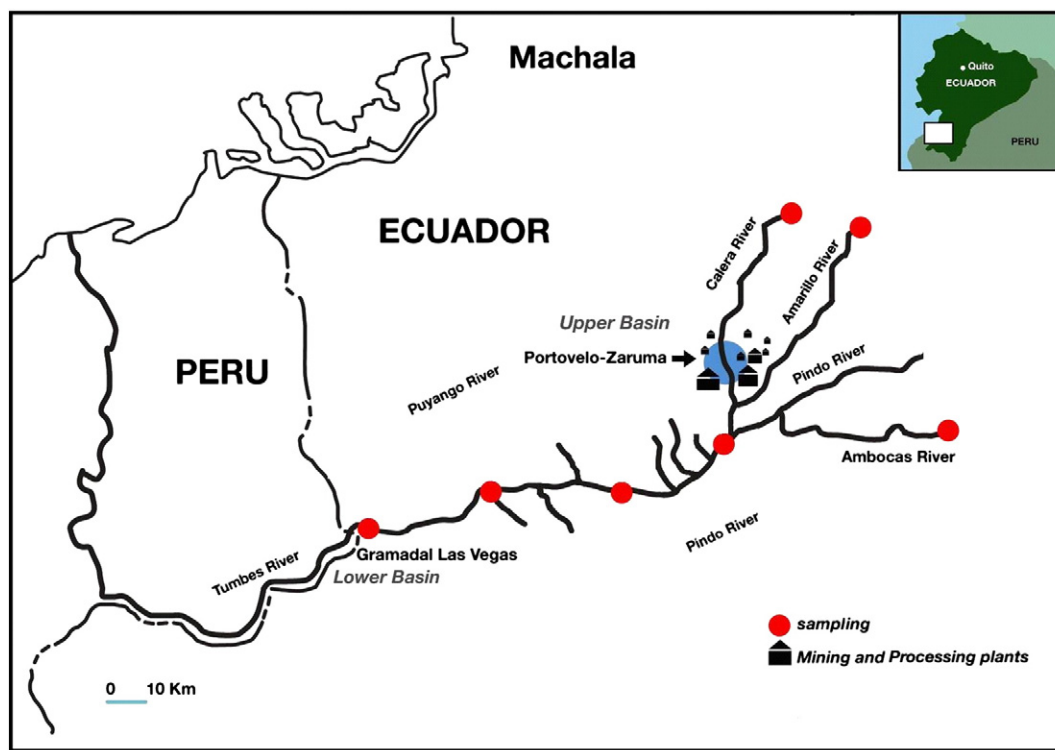 Machala
Quito
ECUADOR
PERU
ECUADOR
Calera River
Amarillo River
Upper Basin
Portovelo-Zaruma
PERU
Puyango River
Pindo River
Ambocas River
Pindo River
Gramadal Las Vegas
Tumbes River
Lower Basin
sampling
Mining and Processing plants
0 10 Km